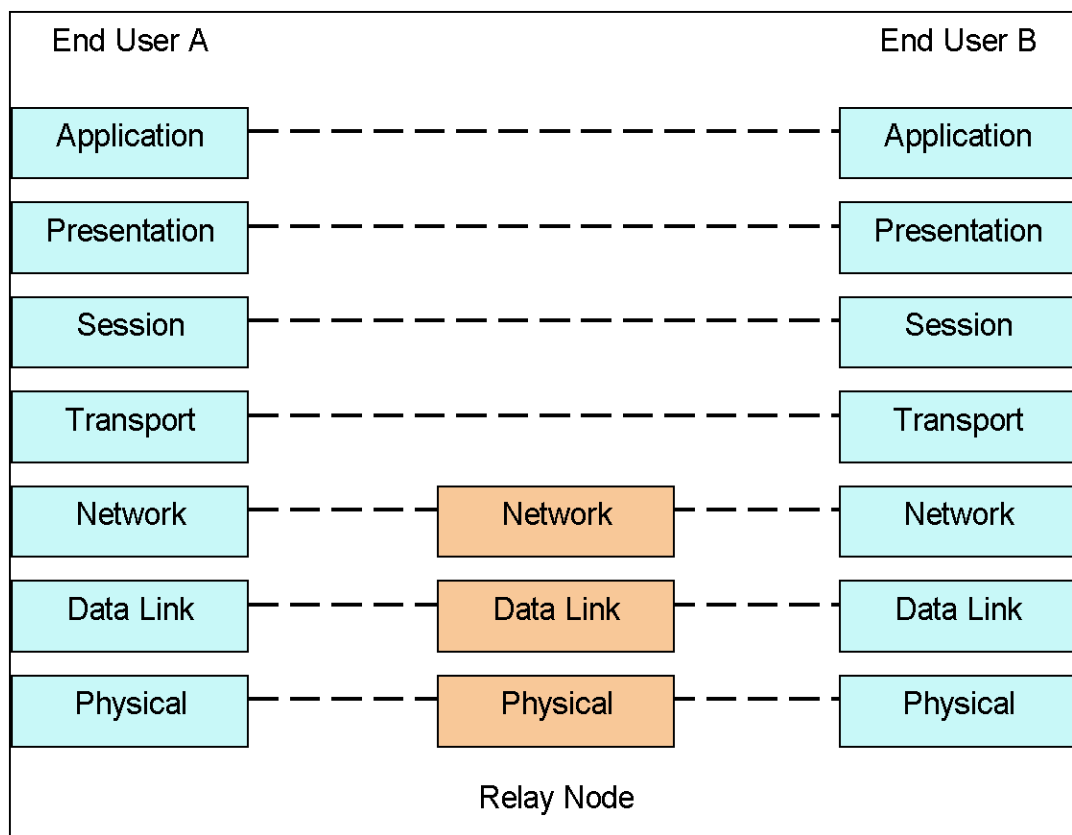 End User A End User B
Application Application
Presentation Presentation
Session Session
Transport Transport
Network Network Network
Data Link Data Link Data Link
Physical Physical Physical
Relay Node